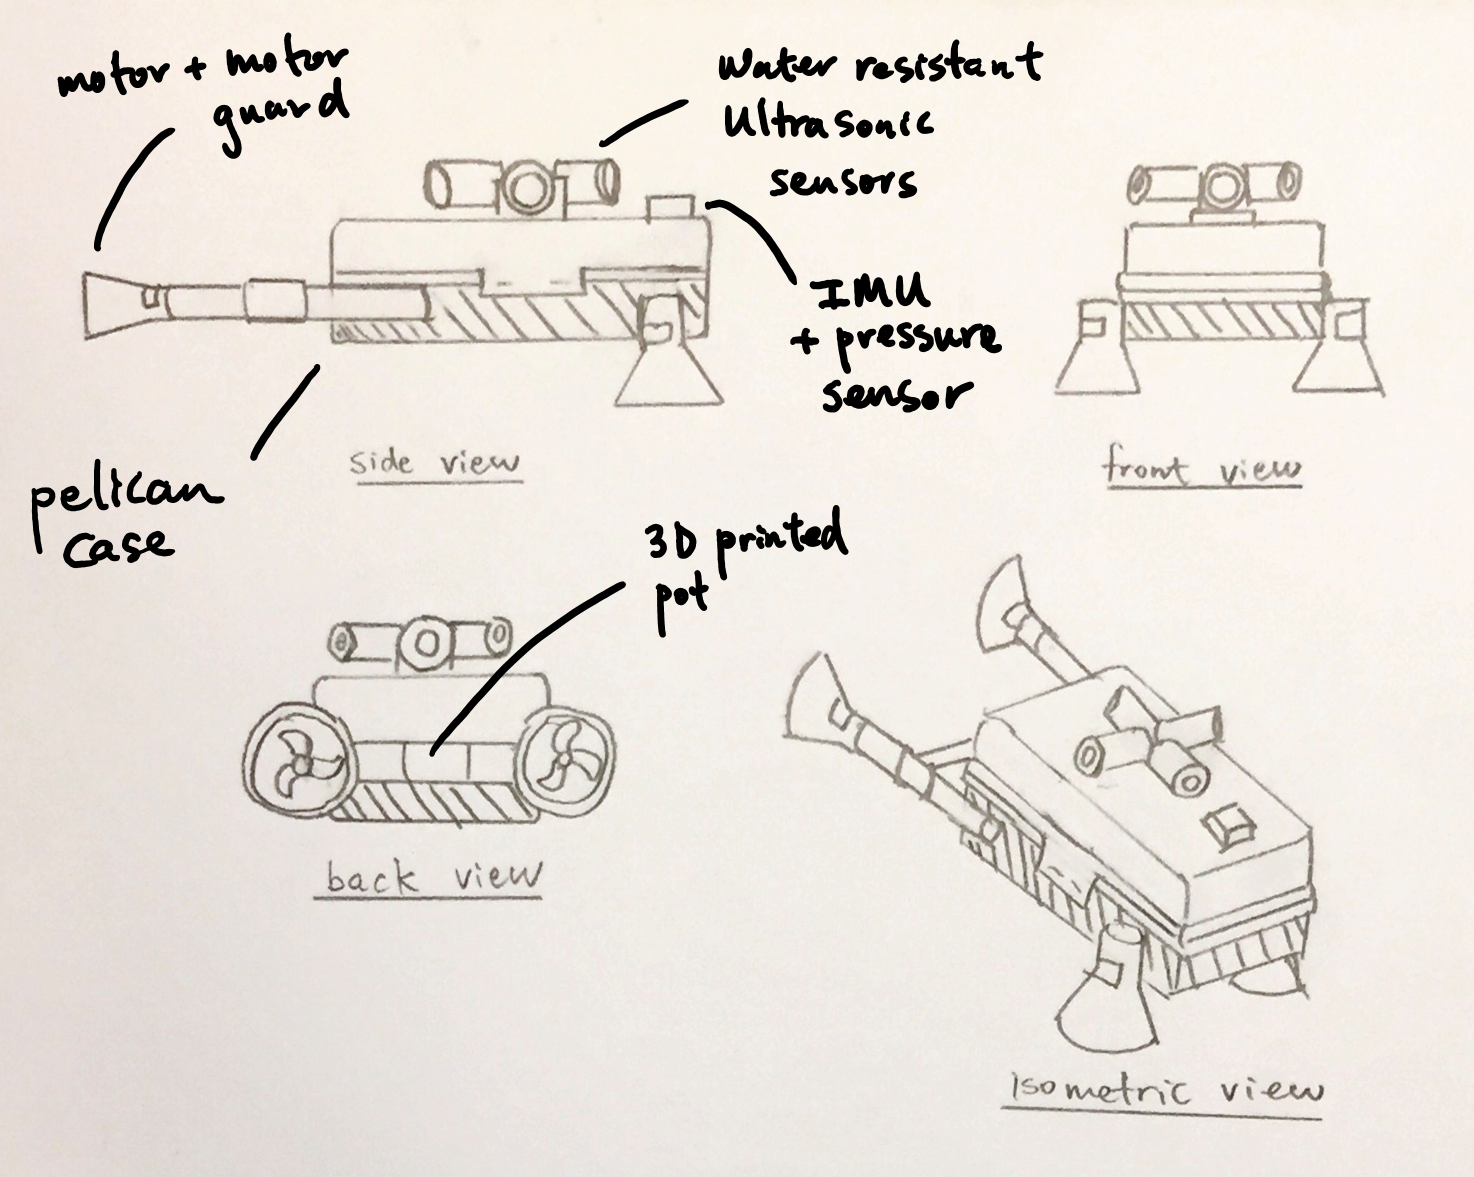 motor + motor
guard
Water resistant
Ultrasonic
sensors
IMU
+ pressure
sensor
side view
front view
pelican
case
3D printed
pot
back view
Isometric view